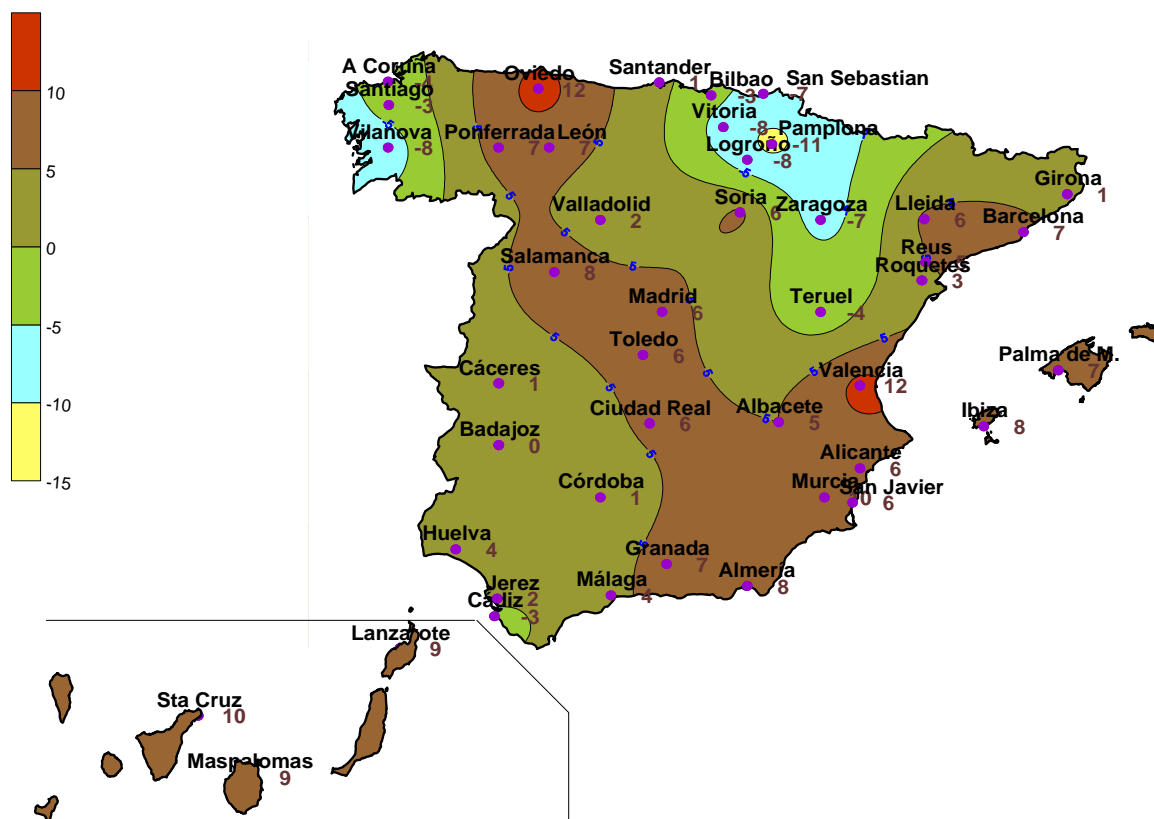 10
5
0
-5
-10
-15
A Coruña
-4
Santiago
-3
Vilanova
-8
Oviedo
12
Santander
1
Bilbao
-3
San Sebastian
-7
Vitoria
-8
Pamplona
-11
Logroño
-8
Ponferrada
7
León
7
Valladolid
2
Soria
6
Zaragoza
-7
Lleida
6
Girona
1
Barcelona
7
Reus
Roquetes
3
Salamanca
8
Madrid
6
Teruel
-4
Toledo
6
Cáceres
1
Valencia
12
Palma de M.
7
Ciudad Real
6
Albacete
5
Ibiza
8
Badajoz
0
Alicante
6
Córdoba
1
Murcia
San Javier
6
Huelva
4
Granada
7
Almería
8
Jerez
2
Málaga
4
Cádiz
-3
Lanzarote
9
Sta Cruz
10
Maspalomas
9